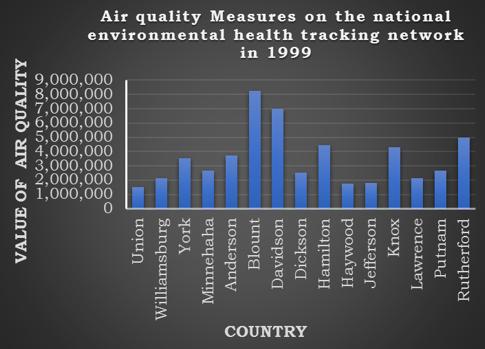 Air quality Measures on the national
environmental health tracking network
in 1999
VALUE OF AIR QUALITY
9,000,000
8,000,000
7,000,000
6,000,000
5,000,000
4,000,000
3,000,000
2,000,000
1,000,000
0
Union
Williamsburg
York
Minnehaha
Anderson
Blount
Davidson
Dickson
Hamilton
Haywood
Jefferson
Knox
Lawrence
Putnam
Rutherford
COUNTRY